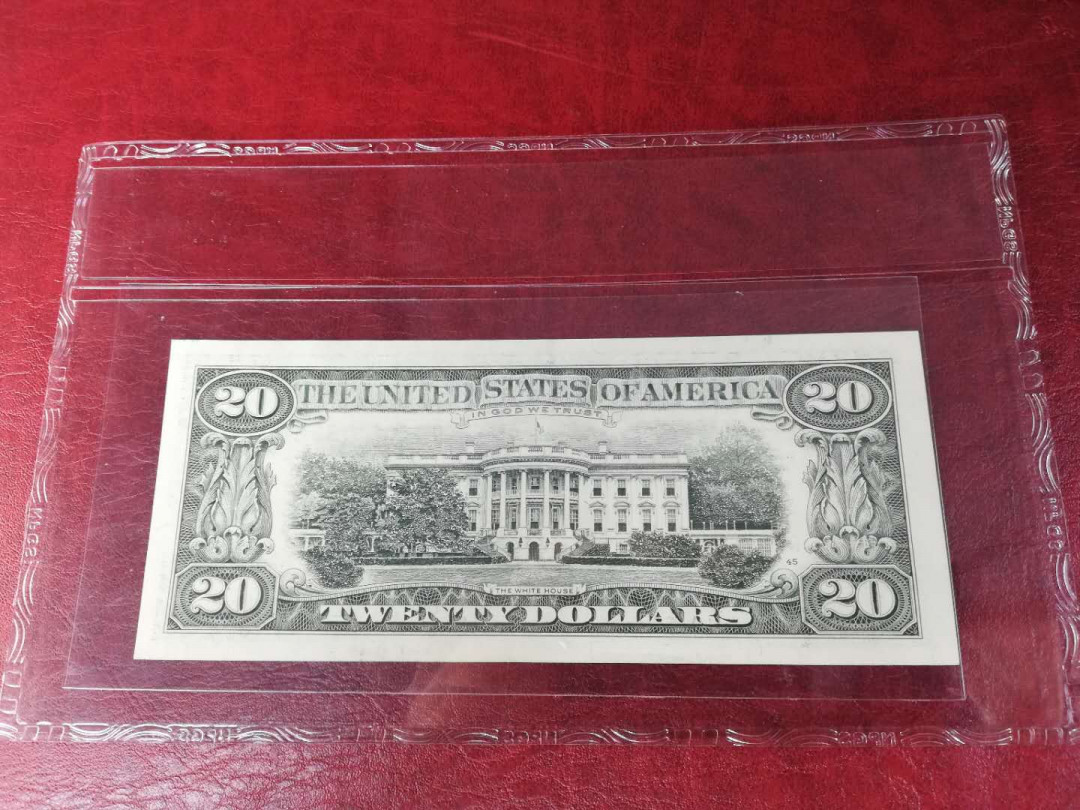 20 THE UNITED STATES OF AMERICA 20
IN GOD WE TRUST
45
THE WHITE HOUSE
20 TWENTY DOLLARS 20